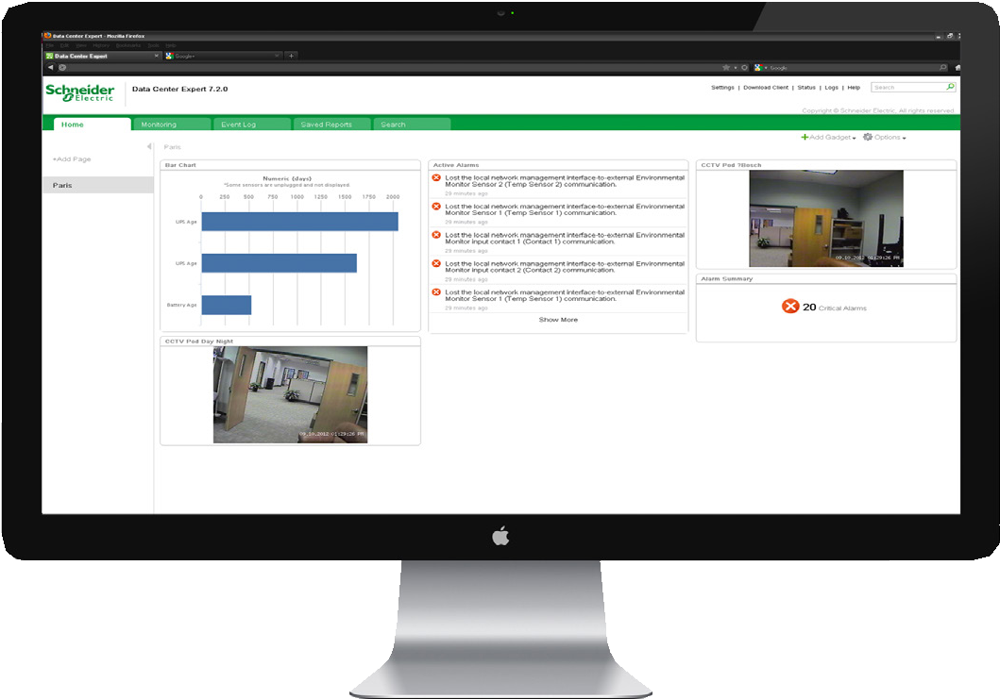 Data Center Expert - Mozilla Firefox
File Edit View History Bookmarks Tools Help
Data Center Expert
Google+
Google
Schneider
Electric
Data Center Expert 7.2.0
Settings | Download Client | Status | Logs | Help
Search
Copyright © Schneider Electric. All rights reserved
Home
Monitoring
Event Log
Saved Reports
Search
Add Gadget
Options
+Add Page
Paris
Paris
Bar Chart
Numeric (days)
*Some sensors are unplugged and not displayed
0 250 500 750 1000 1250 1500 1750 2000
UPS Age
UPS Age
Battery Age
CCTV Pod Day Night
09.10.2012 01:29:26 PM
Active Alarms
Lost the local network management interface-to-external Environmental
Monitor Sensor 2 (Temp Sensor 2) communication.
29 minutes ago
Lost the local network management interface-to-external Environmental
Monitor Sensor 1 (Temp Sensor 1) communication.
29 minutes ago
Lost the local network management interface-to-external Environmental
Monitor input contact 1 (Contact 1) communication.
29 minutes ago
Lost the local network management interface-to-external Environmental
Monitor input contact 2 (Contact 2) communication.
29 minutes ago
Lost the local network management interface-to-external Environmental
Monitor Sensor 1 (Temp Sensor 1) communication.
29 minutes ago
Show More
CCTV Pod ?Bosch
09.10.2012 01:29:26 PM
Alarm Summary
20 Critical Alarms